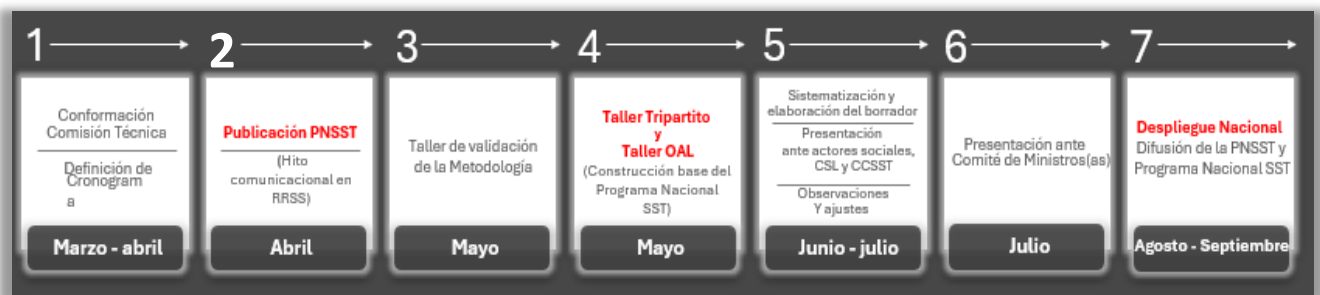 1
Conformación
Comisión Técnica
Definición de
Cronogram
a
Marzo - abril
2
Publicación PNSST
(Hito
comunicacional en
RRSS)
Abril
3
Taller de validación
de la Metodología
Mayo
4
Taller Tripartito
y
Taller OAL
(Construcción base del
Programa Nacional
SST)
Mayo
5
Sistematización y
elaboración del borrador
Presentación
ante actores sociales,
CSL y CCSST
Observaciones
Y ajustes
Junio - julio
6
Presentación ante
Comité de Ministros(as)
Julio
7
Despliegue Nacional
Difusión de la PNSST y
Programa Nacional SST
Agosto - Septiembre